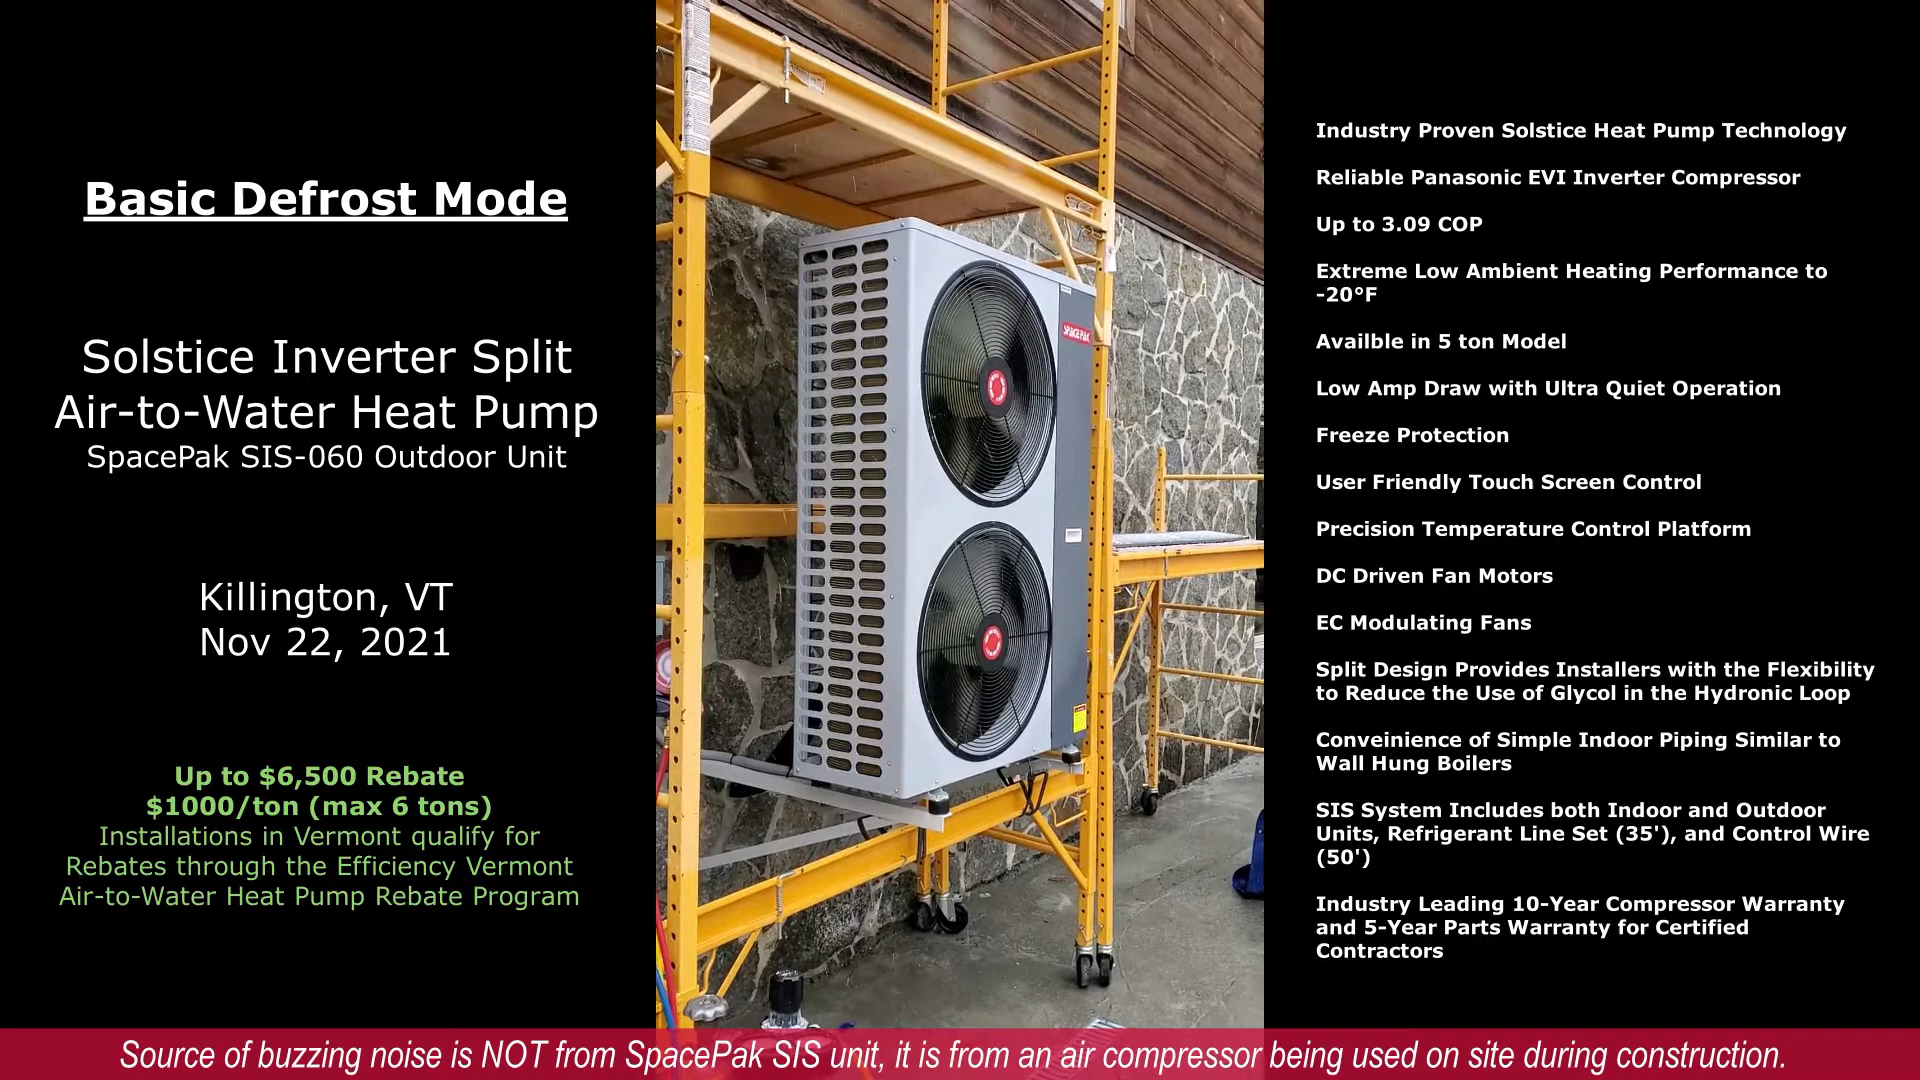 Basic Defrost Mode
Solstice Inverter Split
Air-to-Water Heat Pump
SpacePak SIS-060 Outdoor Unit
Killington, VT
Nov 22, 2021
Up to $6,500 Rebate
$1000/ton (max 6 tons)
Installations in Vermont qualify for
Rebates through the Efficiency Vermont
Air-to-Water Heat Pump Rebate Program
SPACEPAK
Industry Proven Solstice Heat Pump Technology
Reliable Panasonic EVI Inverter Compressor
Up to 3.09 COP
Extreme Low Ambient Heating Performance to
-20°F
Availble in 5 ton Model
Low Amp Draw with Ultra Quiet Operation
Freeze Protection
User Friendly Touch Screen Control
Precision Temperature Control Platform
DC Driven Fan Motors
EC Modulating Fans
Split Design Provides Installers with the Flexibility
to Reduce the Use of Glycol in the Hydronic Loop
Conveinience of Simple Indoor Piping Similar to
Wall Hung Boilers
SIS System Includes both Indoor and Outdoor
Units, Refrigerant Line Set (35'), and Control Wire
(50')
Industry Leading 10-Year Compressor Warranty
and 5-Year Parts Warranty for Certified
Contractors
Source of buzzing noise is NOT from SpacePak SIS unit, it is from an air compressor being used on site during construction.